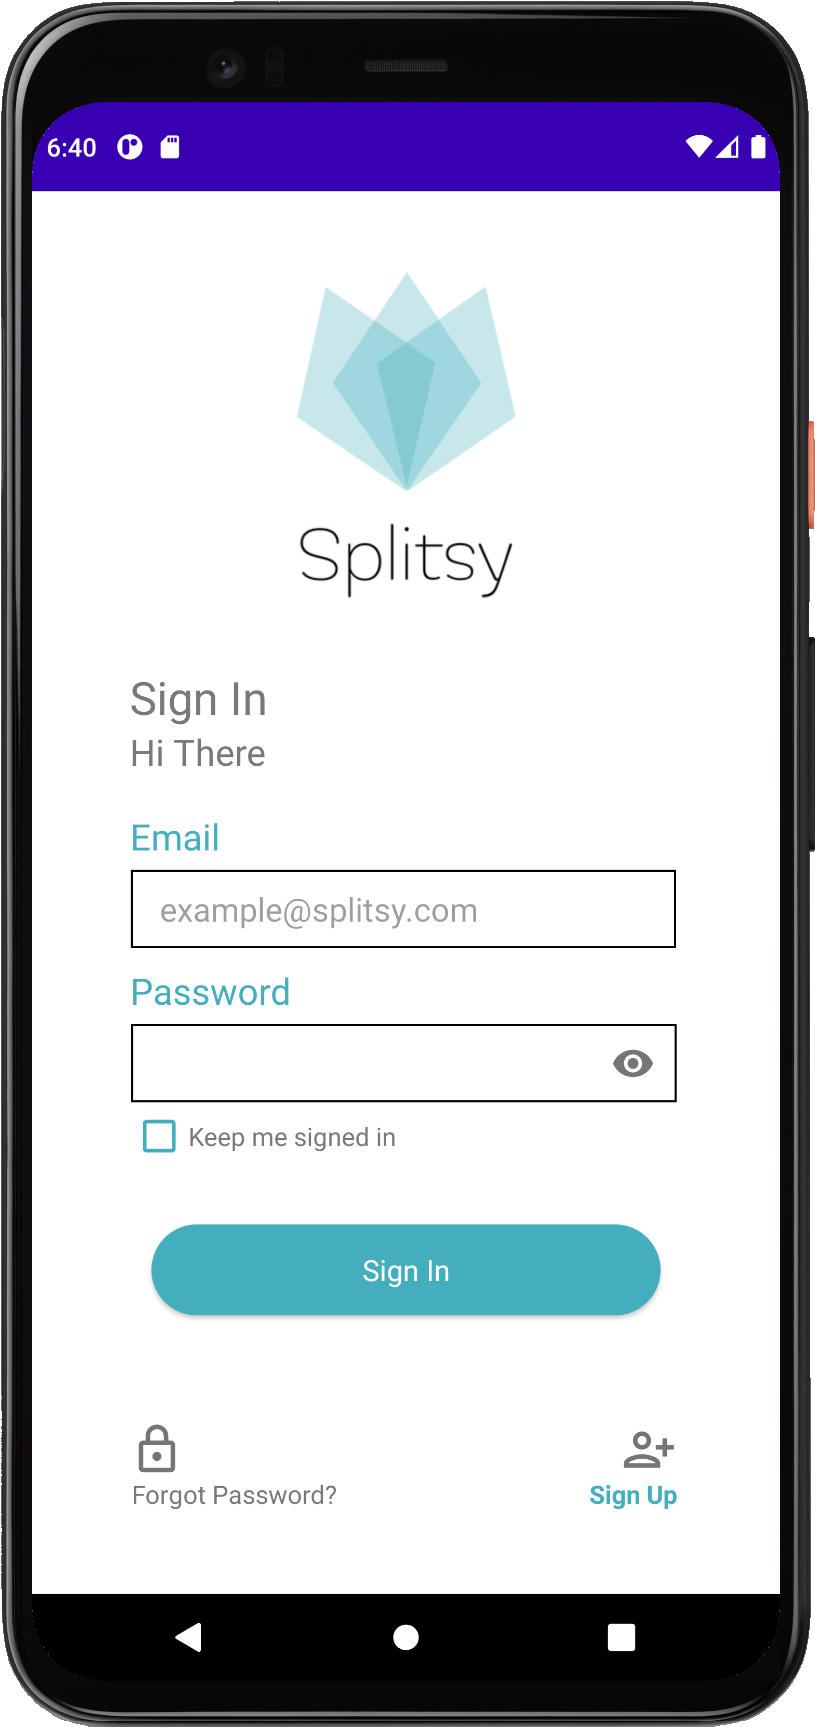 6:40
Splitsy
Sign In
Hi There
Email
example@splitsy.com
Password
Keep me signed in
Sign In
Forgot Password?
Sign Up